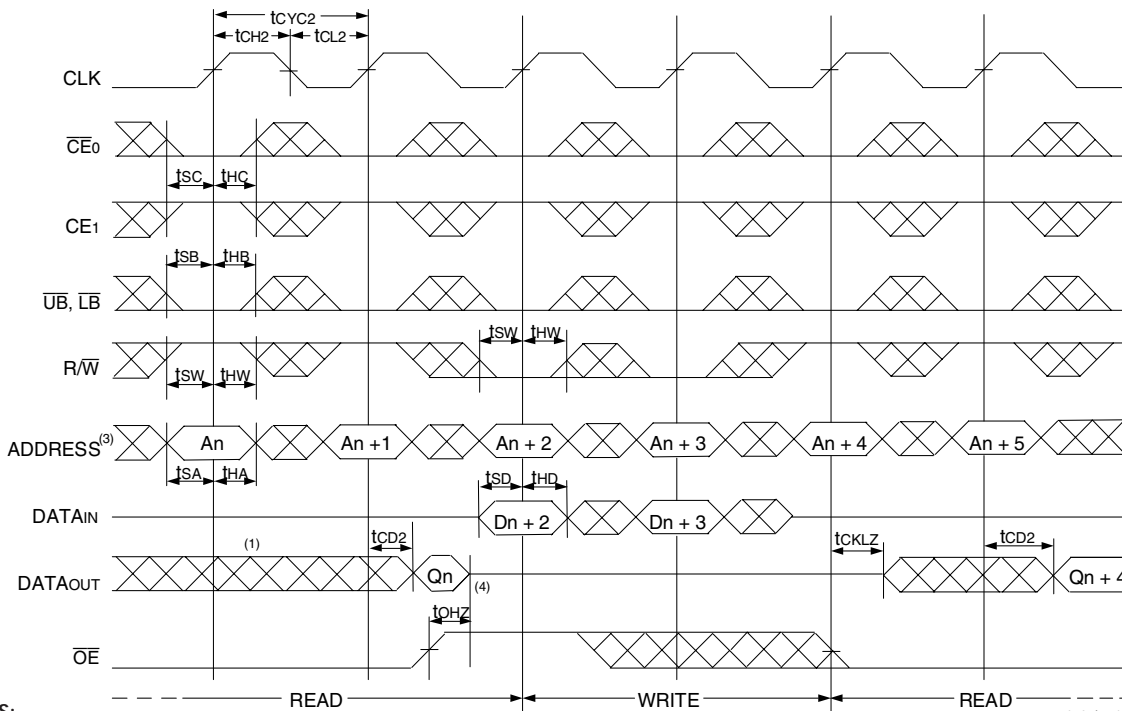 tCYC2
tCH2 tCL2
CLK
CE0
tSC tHC
CE1
tSB tHB
UB, LB
tSW tHW
R/W
tSW tHW
ADDRESS(3) An An +1 An + 2 An + 3 An + 4 An + 5
tSA tHA
tSD tHD
DATAIN Dn + 2 Dn + 3
(1) tCD2 tCKLZ tCD2
DATAOUT Qn (4) Qn + 4
tOHZ
OE
READ WRITE READ